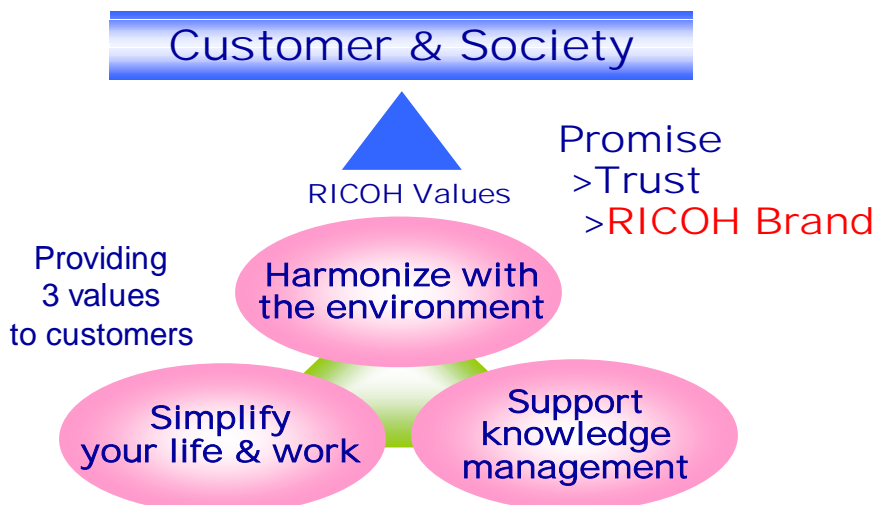 Customer & Society
Promise
>Trust
>RICOH Brand
RICOH Values
Providing
3 values
to customers
Harmonize with
the environment
Simplify
your life & work
Support
knowledge
management